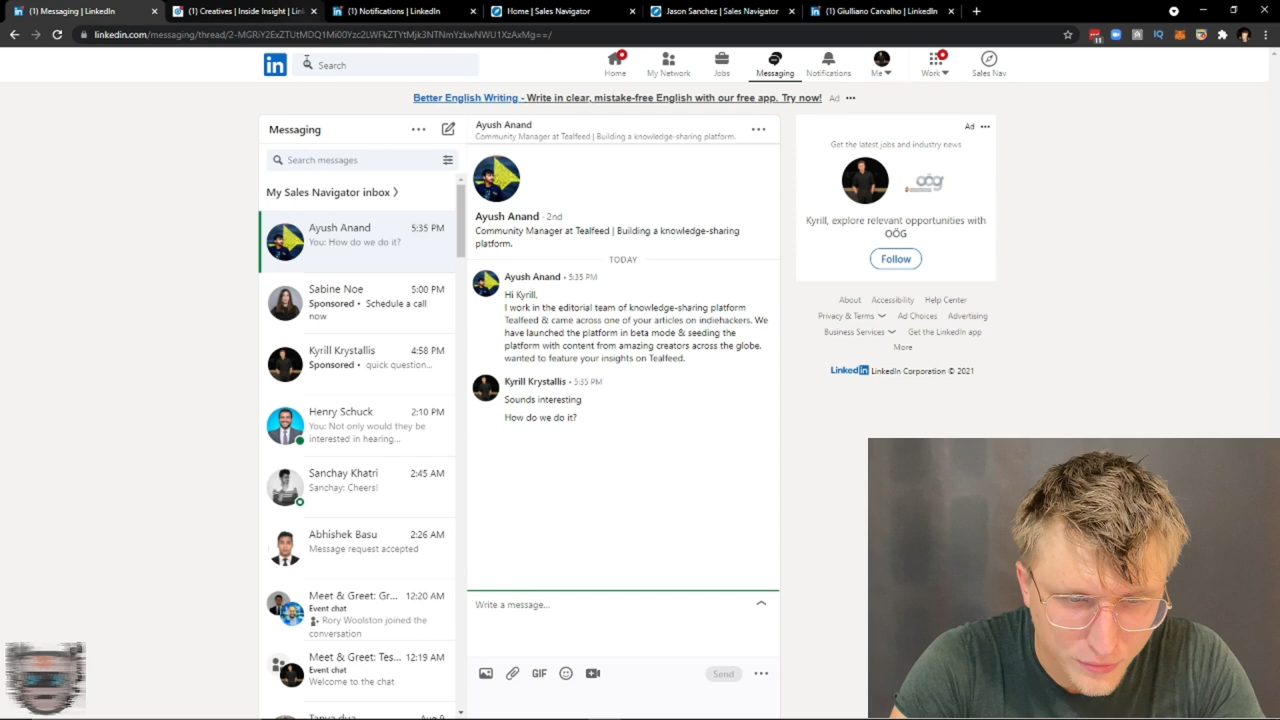 (1) Messaging | LinkedIn
(1) Creatives | Inside Insight | Lin
(1) Notifications | LinkedIn
Home | Sales Navigator
Jason Sanchez | Sales Navigator
(1) Giuliano Carvalho | LinkedIn
linkedin.com/messaging/thread/2-MGRiY2ExZTUtMDQ1Mi00Yzc2LWFkZTYtMjk3NTNmYzkwNWU1XzAxMg==/
11
in
Search
Home
My Network
Jobs
Messaging
Notifications
Me
Work
Sales Nav
Better English Writing - Write in clear, mistake-free English with our free app. Try now! Ad
Messaging
Search messages
My Sales Navigator inbox
Ayush Anand 5:35 PM
You: How do we do it?
Sabine Noe 5:00 PM
Sponsored • Schedule a call
now
Kyrill Krystallis 4:58 PM
Sponsored • quick question...
Henry Schuck 2:10 PM
You: Not only would they be
interested in hearing...
Sanchay Khatri 2:45 AM
Sanchay: Cheers!
Abhishek Basu 2:26 AM
Message request accepted
Meet & Greet: Gr... 12:20 AM
Event chat
Rory Woolston joined the
conversation
Meet & Greet: Tes... 12:19 AM
Event chat
Welcome to the chat
Tanya dua Aug 9
Ayush Anand
Community Manager at Tealfeed | Building a knowledge-sharing platform.
Ayush Anand · 2nd
Community Manager at Tealfeed | Building a knowledge-sharing
platform.
TODAY
Ayush Anand • 5:35 PM
Hi Kyrill,
I work in the editorial team of knowledge-sharing platform
Tealfeed & came across one of your articles on indiehackers. We
have launched the platform in beta mode & seeding the
platform with content from amazing creators across the globe.
wanted to feature your insights on Tealfeed.
Kyrill Krystallis • 5:35 PM
Sounds interesting
How do we do it?
Write a message...
GIF
Send
Ad
Get the latest jobs and industry news
OÖG
Kyrill, explore relevant opportunities with
OÖG
Follow
About Accessibility Help Center
Privacy & Terms Ad Choices Advertising
Business Services Get the LinkedIn app
More
LinkedIn LinkedIn Corporation © 2021